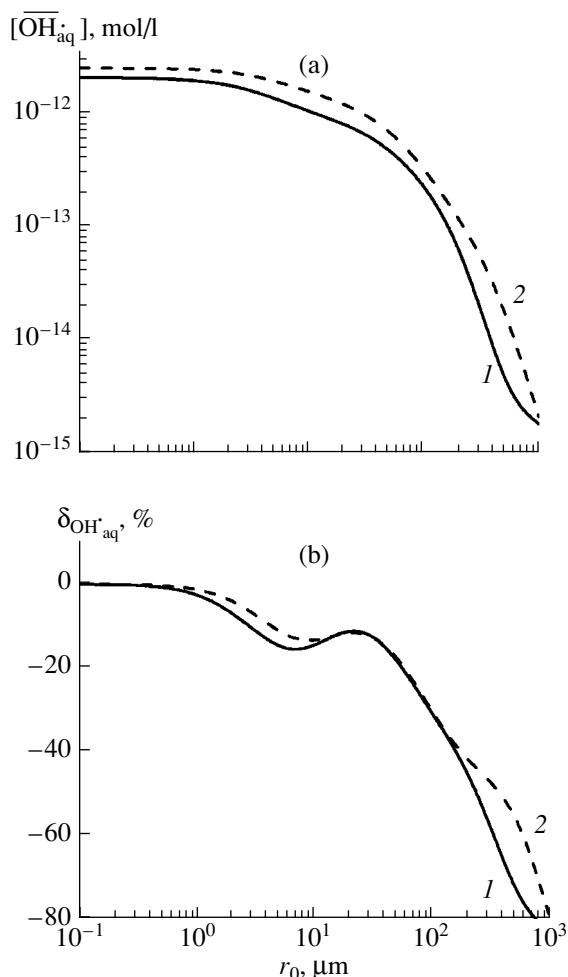 [OH·aq], mol/l
(a)
10⁻¹²
10⁻¹³
2
10⁻¹⁴
1
10⁻¹⁵
δOH·aq, %
(b)
0
−20
−40
2
−60
1
−80
10⁻¹ 10⁰ 10¹ 10² 10³
r₀, μm